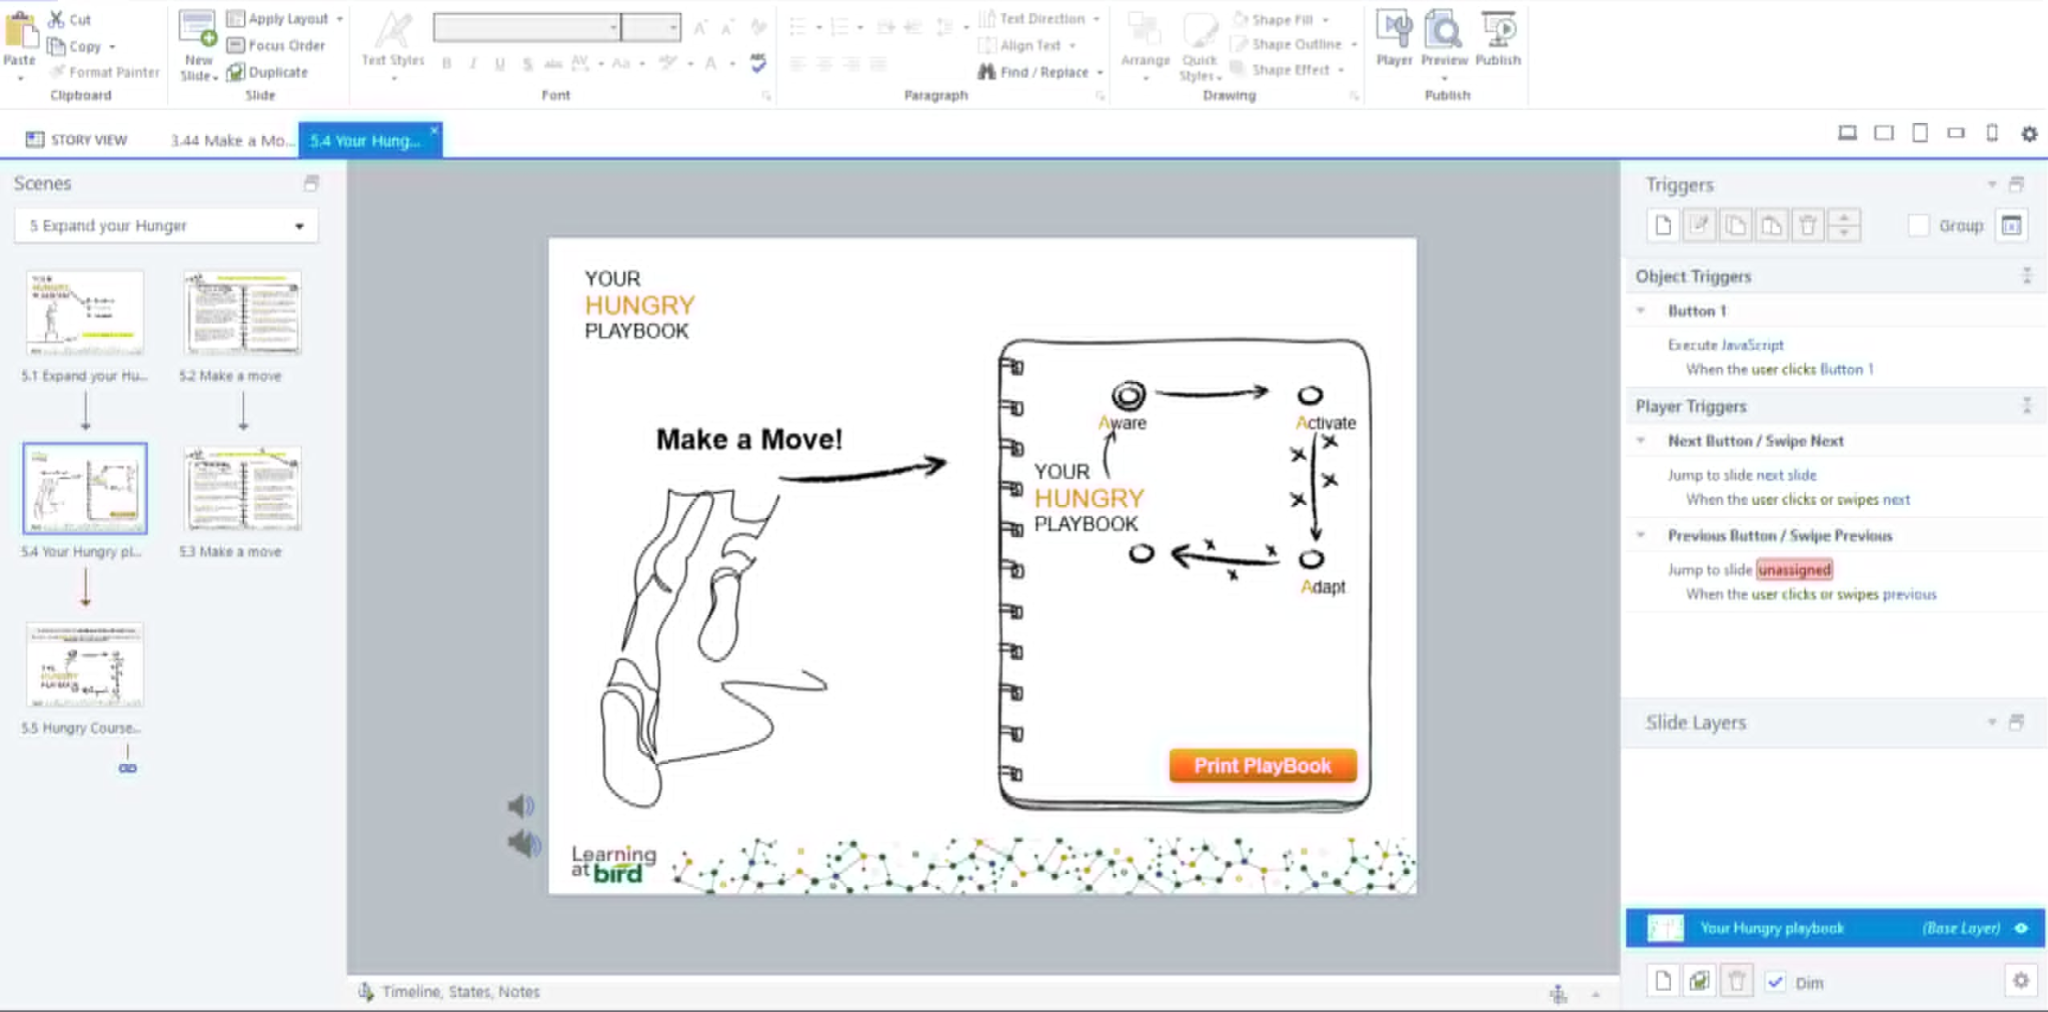 Cut
Copy
Format Painter
Paste
Clipboard
New
Slide
Apply Layout
Focus Order
Duplicate
Slide
Text Styles
B I U S abc AV Aa A
ABC
Font
Text Direction
Align Text
Find / Replace
Paragraph
Arrange
Quick
Styles
Shape Fill
Shape Outline
Shape Effect
Drawing
Player
Preview
Publish
Publish
STORY VIEW
3.44 Make a Mo...
5.4 Your Hung...
Scenes
5 Expand your Hunger
5.1 Expand your Hu...
5.2 Make a move
5.4 Your Hungry pl...
5.3 Make a move
5.5 Hungry Course...
YOUR
HUNGRY
PLAYBOOK
Make a Move!
Aware
Activate
YOUR
HUNGRY
PLAYBOOK
Adapt
Print PlayBook
Learning
at bird
Timeline, States, Notes
Triggers
Group
Object Triggers
Button 1
Execute JavaScript
When the user clicks Button 1
Player Triggers
Next Button / Swipe Next
Jump to slide next slide
When the user clicks or swipes next
Previous Button / Swipe Previous
Jump to slide unassigned
When the user clicks or swipes previous
Slide Layers
Your Hungry playbook (Base Layer)
Dim